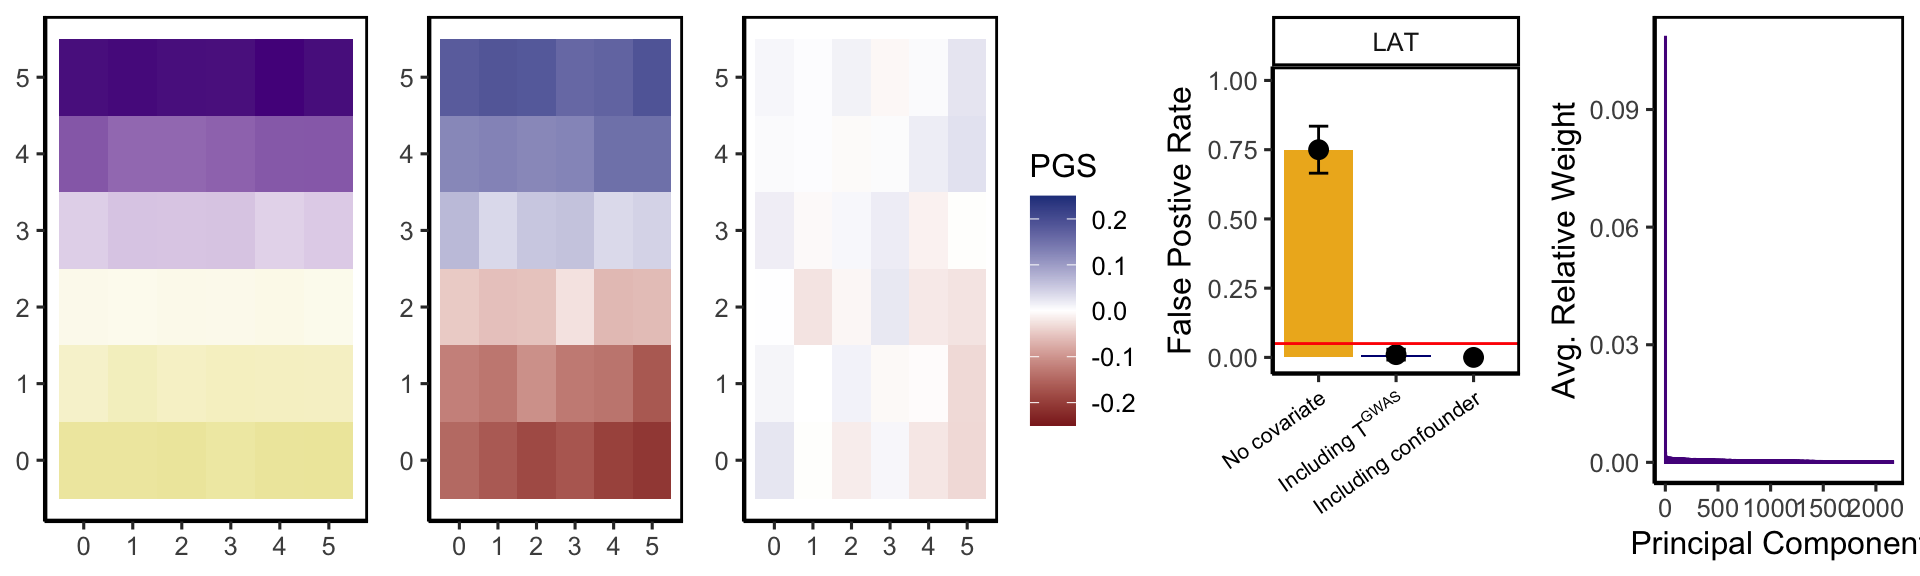 5
4
3
2
1
0
0 1 2 3 4 5
5
4
3
2
1
0
0 1 2 3 4 5
5
4
3
2
1
0
0 1 2 3 4 5
PGS
0.2
0.1
0.0
-0.1
-0.2
LAT
False Postive Rate
1.00
0.75
0.50
0.25
0.00
No covariate
Including T^GWAS
Including confounder
Avg. Relative Weight
0.09
0.06
0.03
0.00
0 500 1000 1500 2000
Principal Component